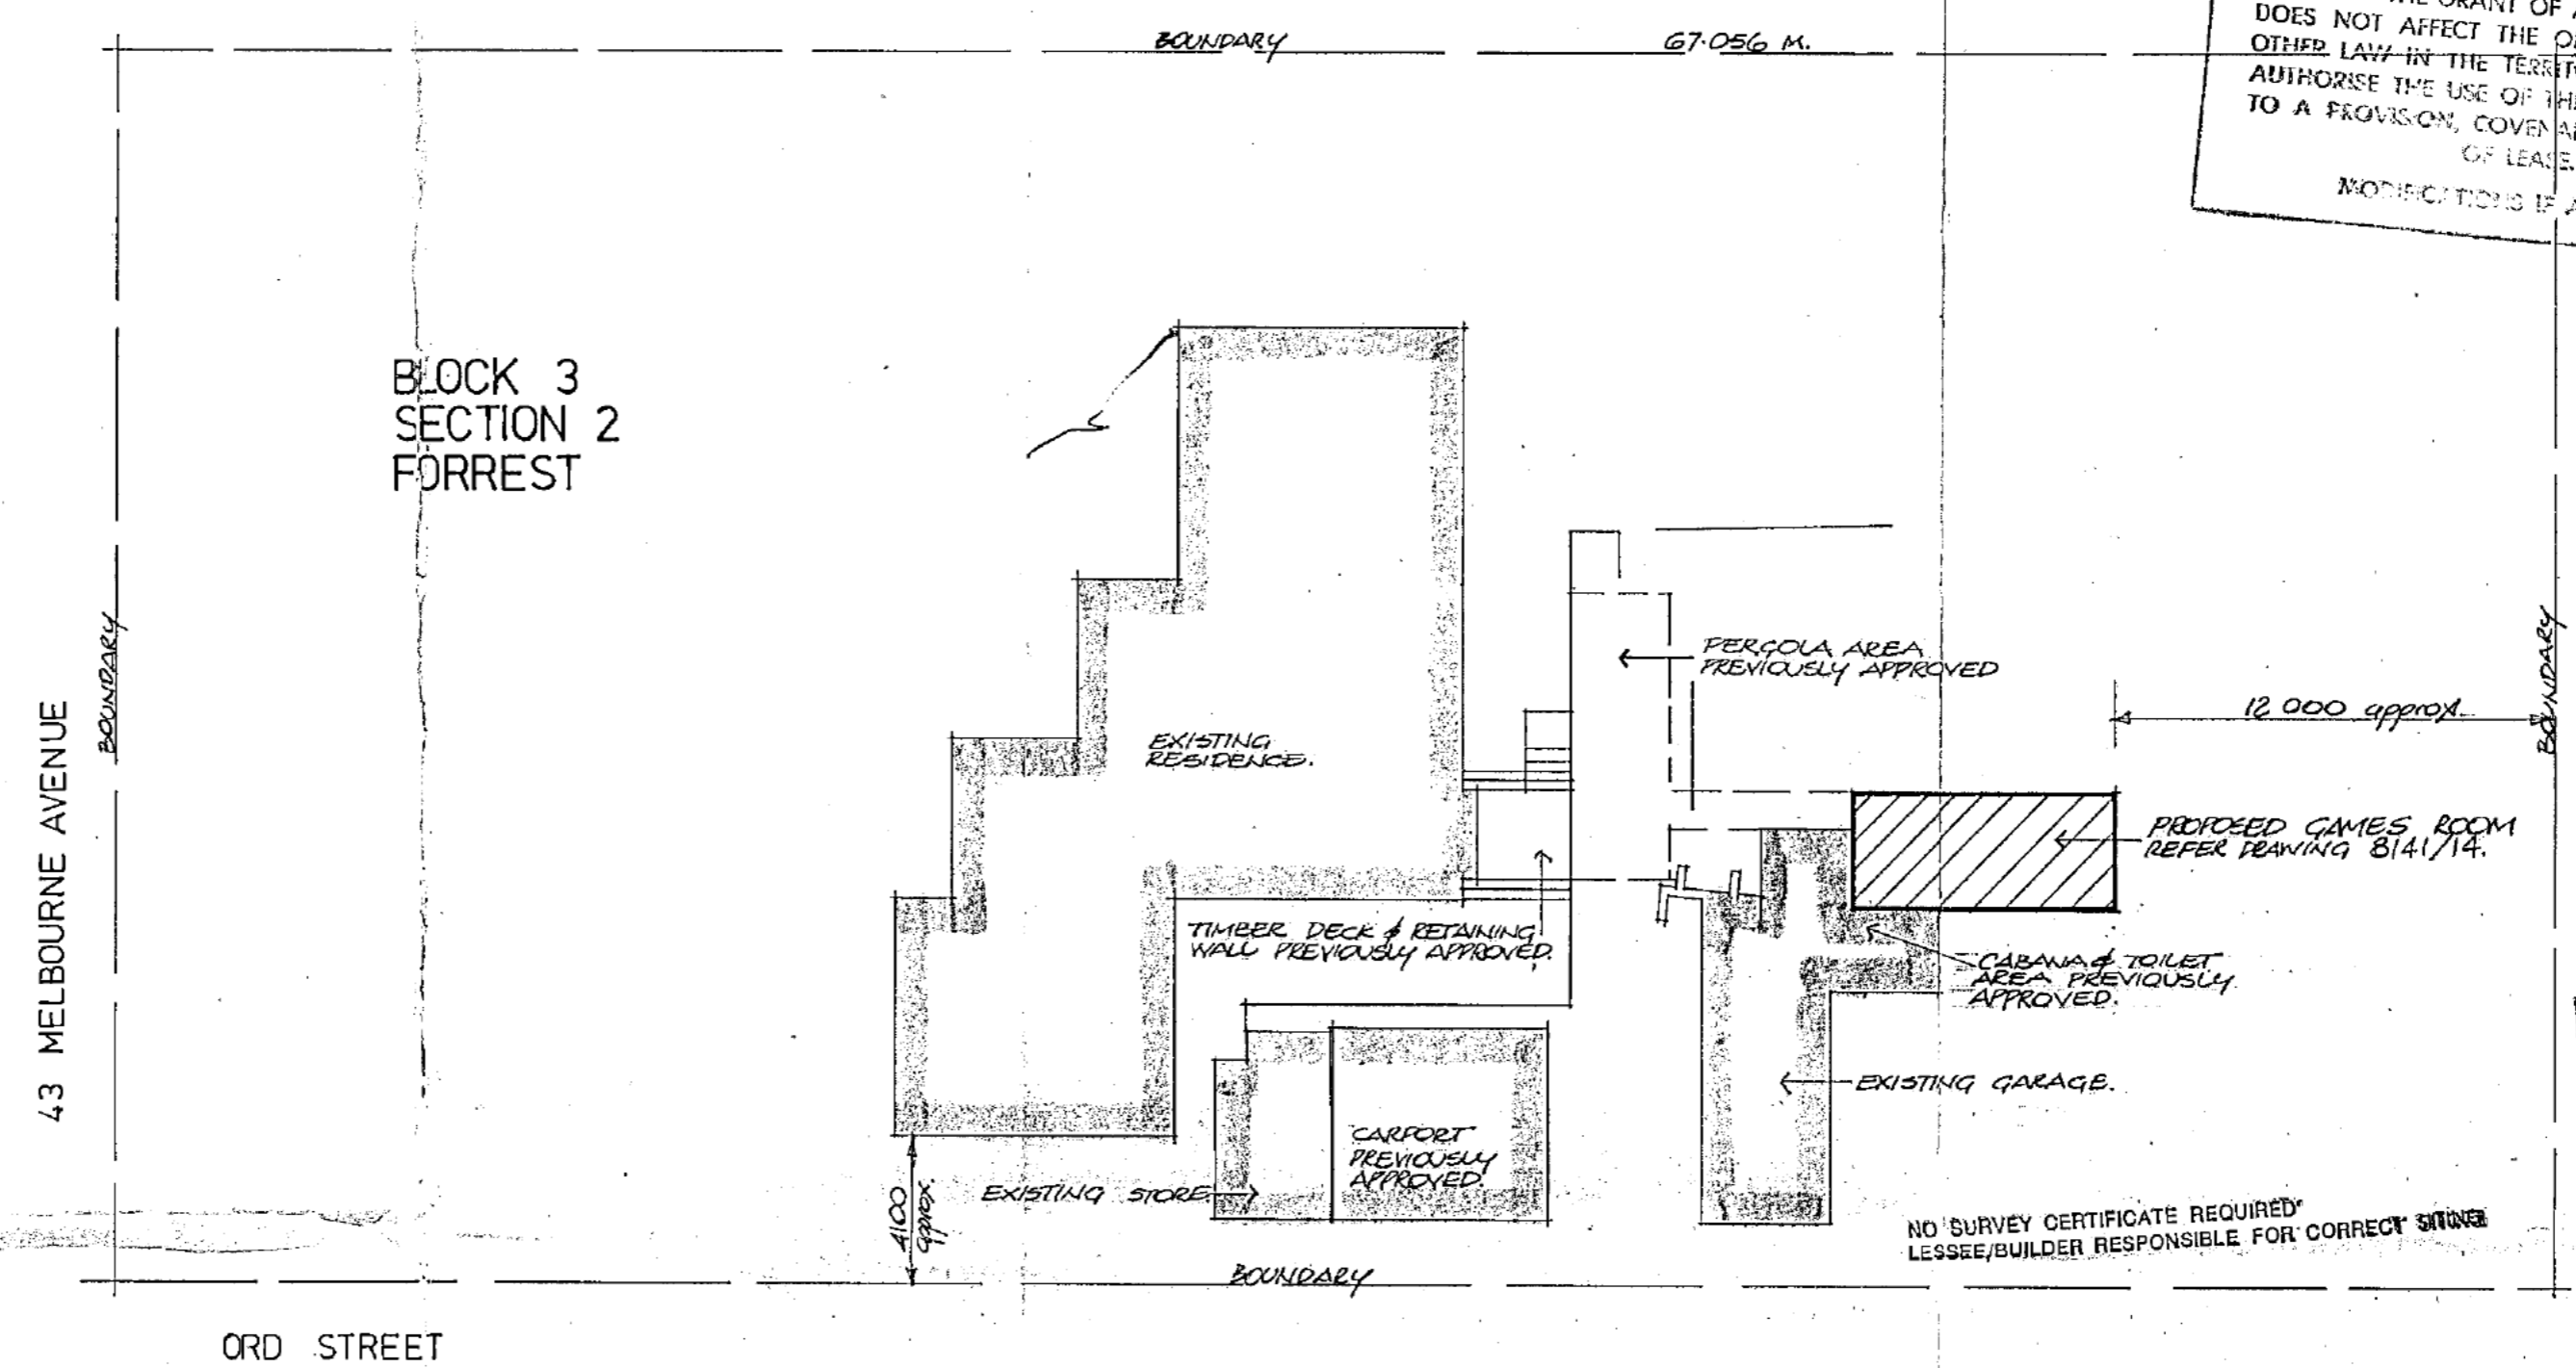 GRANT OF
DOES NOT AFFECT THE
OTHER LAW IN THE
AUTHORISE THE USE OF
TO A PROVISION,
OF LEASE.
MODIFICATIONS IF
BOUNDARY
67.056 M.
BLOCK 3
SECTION 2
FORREST
43 MELBOURNE AVENUE
BOUNDARY
EXISTING
RESIDENCE.
PERGOLA AREA
PREVIOUSLY APPROVED
12 000 approx.
BOUNDARY
PROPOSED GAMES ROOM
REFER DRAWING 8141/14.
TIMBER DECK & RETAINING
WALL PREVIOUSLY APPROVED.
CABANA & TOILET
AREA PREVIOUSLY
APPROVED.
EXISTING GARAGE.
CARPORT
PREVIOUSLY
APPROVED.
EXISTING STORE
4100
approx.
NO SURVEY CERTIFICATE REQUIRED
LESSEE/BUILDER RESPONSIBLE FOR CORRECT SITING
BOUNDARY
ORD STREET